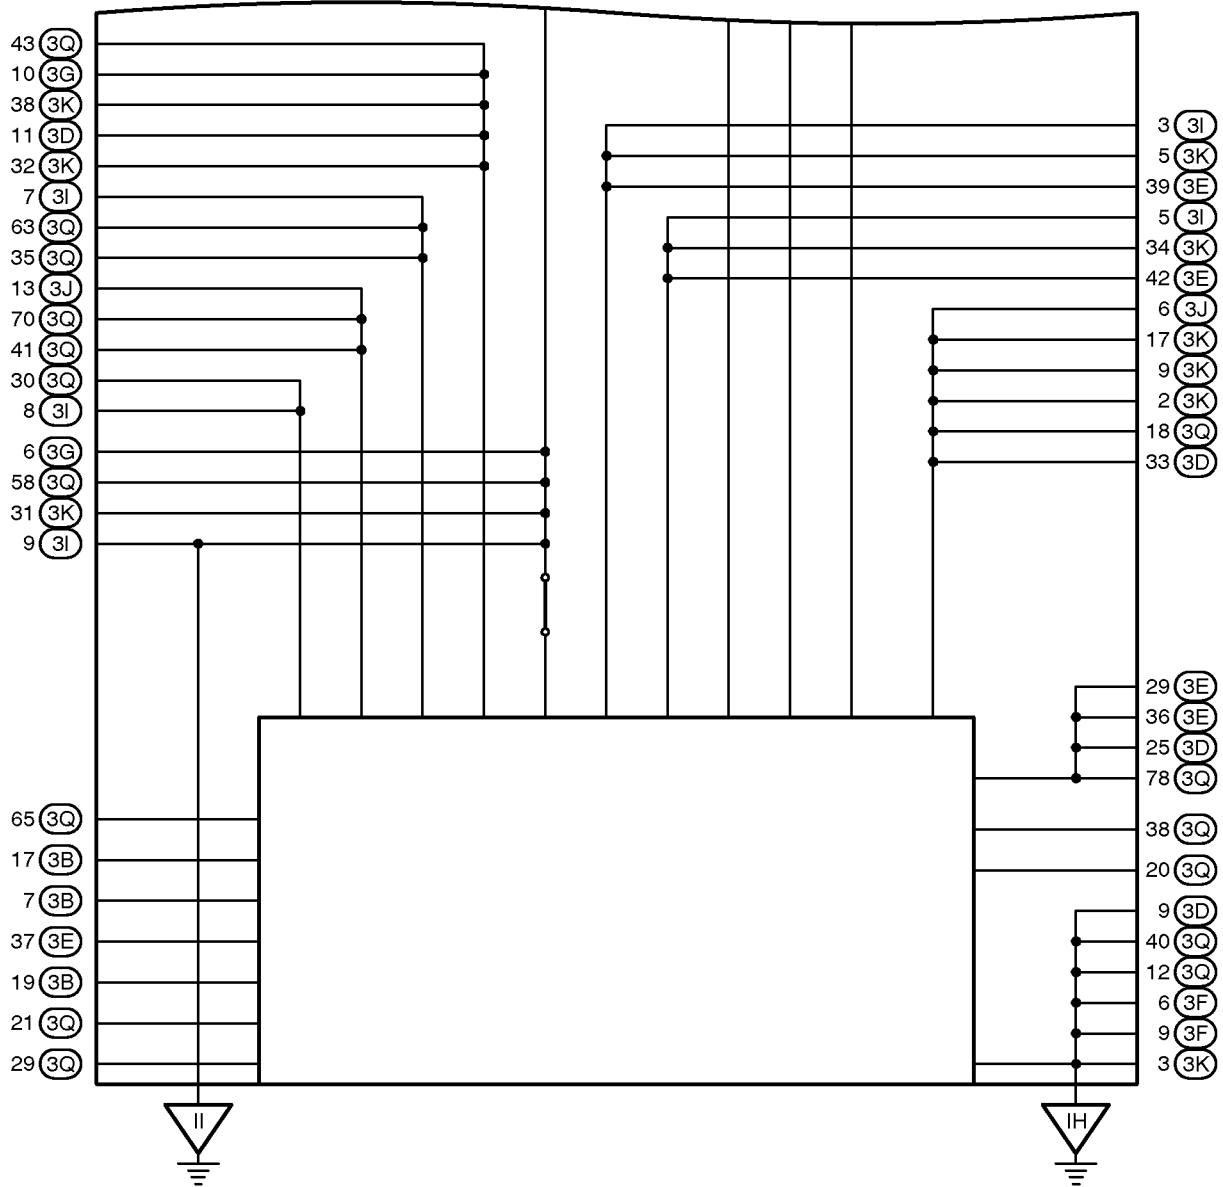 43 3Q
10 3G
38 3K
11 3D
32 3K
7 3I
63 3Q
35 3Q
13 3J
70 3Q
41 3Q
30 3Q
8 3I
6 3G
58 3Q
31 3K
9 3I
65 3Q
17 3B
7 3B
37 3E
19 3B
21 3Q
29 3Q
3 3I
5 3K
39 3E
5 3I
34 3K
42 3E
6 3J
17 3K
9 3K
2 3K
18 3Q
33 3D
29 3E
36 3E
25 3D
78 3Q
38 3Q
20 3Q
9 3D
40 3Q
12 3Q
6 3F
9 3F
3 3K
II
IH